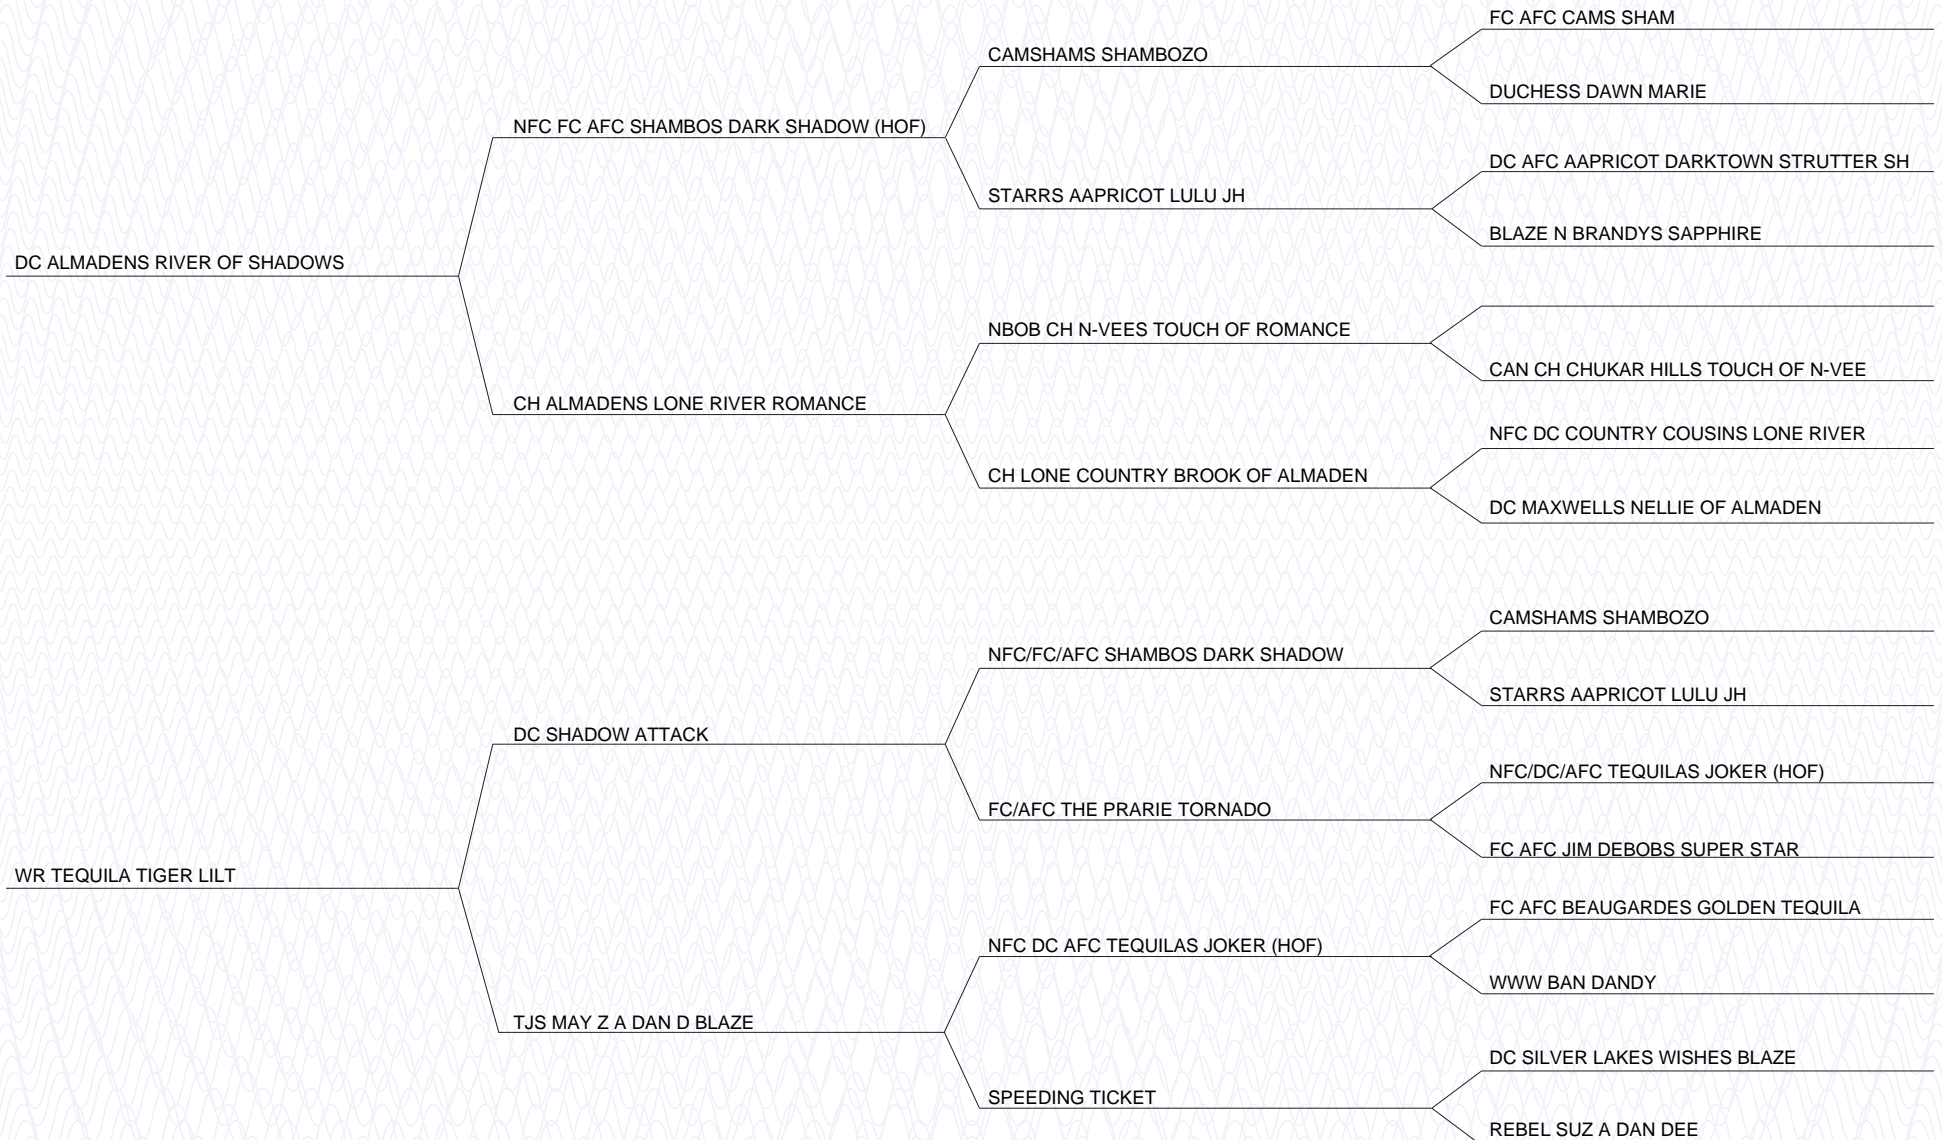 FC AFC CAMS SHAM
CAMSHAMS SHAMBOZO
DUCHESS DAWN MARIE
NFC FC AFC SHAMBOS DARK SHADOW (HOF)
DC AFC AAPRICOT DARKTOWN STRUTTER SH
STARRS AAPRICOT LULU JH
BLAZE N BRANDYS SAPPHIRE
DC ALMADENS RIVER OF SHADOWS
NBOB CH N-VEES TOUCH OF ROMANCE
CAN CH CHUKAR HILLS TOUCH OF N-VEE
CH ALMADENS LONE RIVER ROMANCE
NFC DC COUNTRY COUSINS LONE RIVER
CH LONE COUNTRY BROOK OF ALMADEN
DC MAXWELLS NELLIE OF ALMADEN
CAMSHAMS SHAMBOZO
NFC/FC/AFC SHAMBOS DARK SHADOW
STARRS AAPRICOT LULU JH
DC SHADOW ATTACK
NFC/DC/AFC TEQUILAS JOKER (HOF)
FC/AFC THE PRARIE TORNADO
FC AFC JIM DEBOBS SUPER STAR
WR TEQUILA TIGER LILT
FC AFC BEAUGARDES GOLDEN TEQUILA
NFC DC AFC TEQUILAS JOKER (HOF)
WWW BAN DANDY
TJS MAY Z A DAN D BLAZE
DC SILVER LAKES WISHES BLAZE
SPEEDING TICKET
REBEL SUZ A DAN DEE